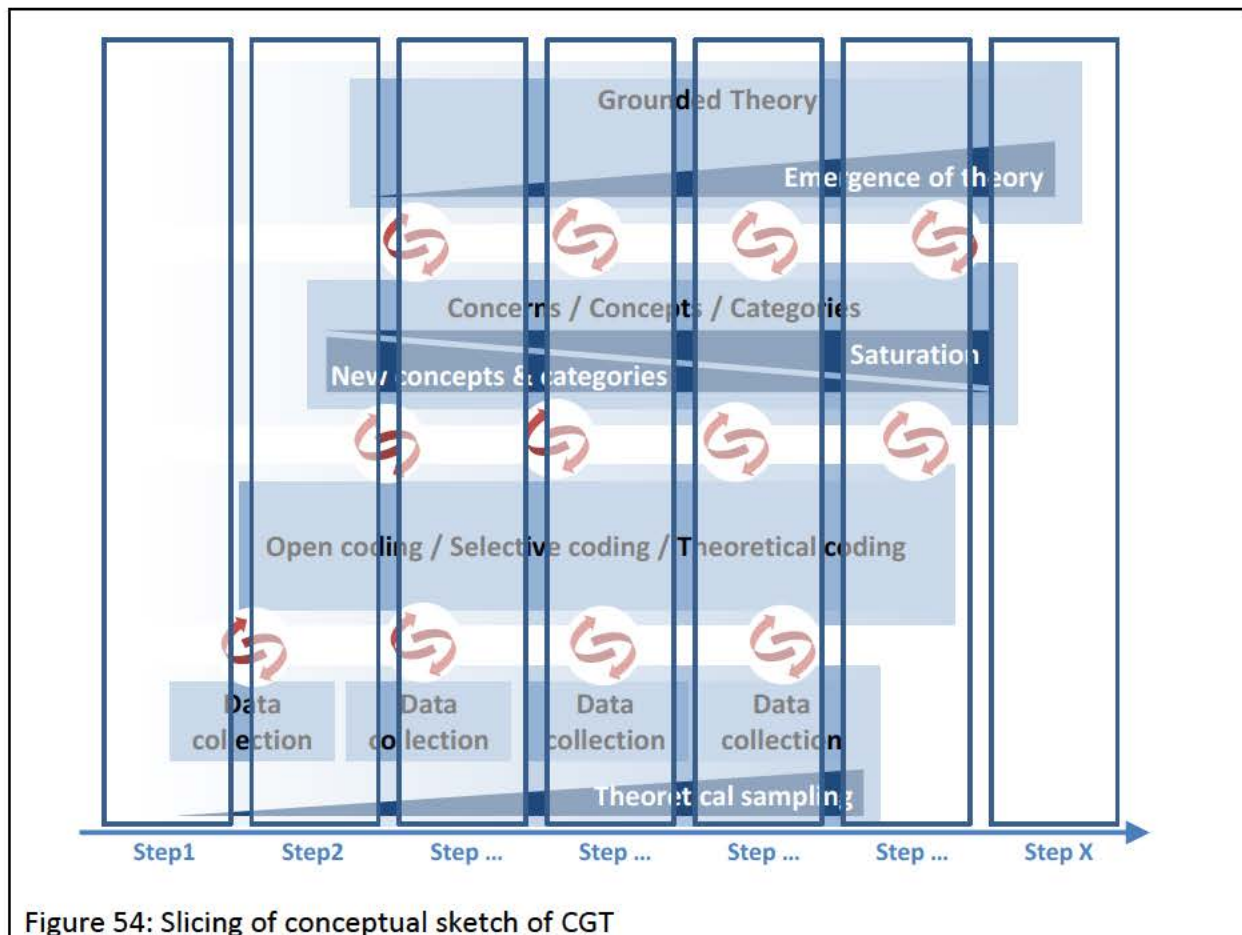 Grounded Theory
Emergence of theory
Concerns / Concepts / Categories
Saturation
New concepts & categories
Open coding / Selective coding / Theoretical coding
Data Data Data Data
collection collection collection collection
Theoretical sampling
Step1 Step2 Step ... Step ... Step ... Step ... Step X
Figure 54: Slicing of conceptual sketch of CGT